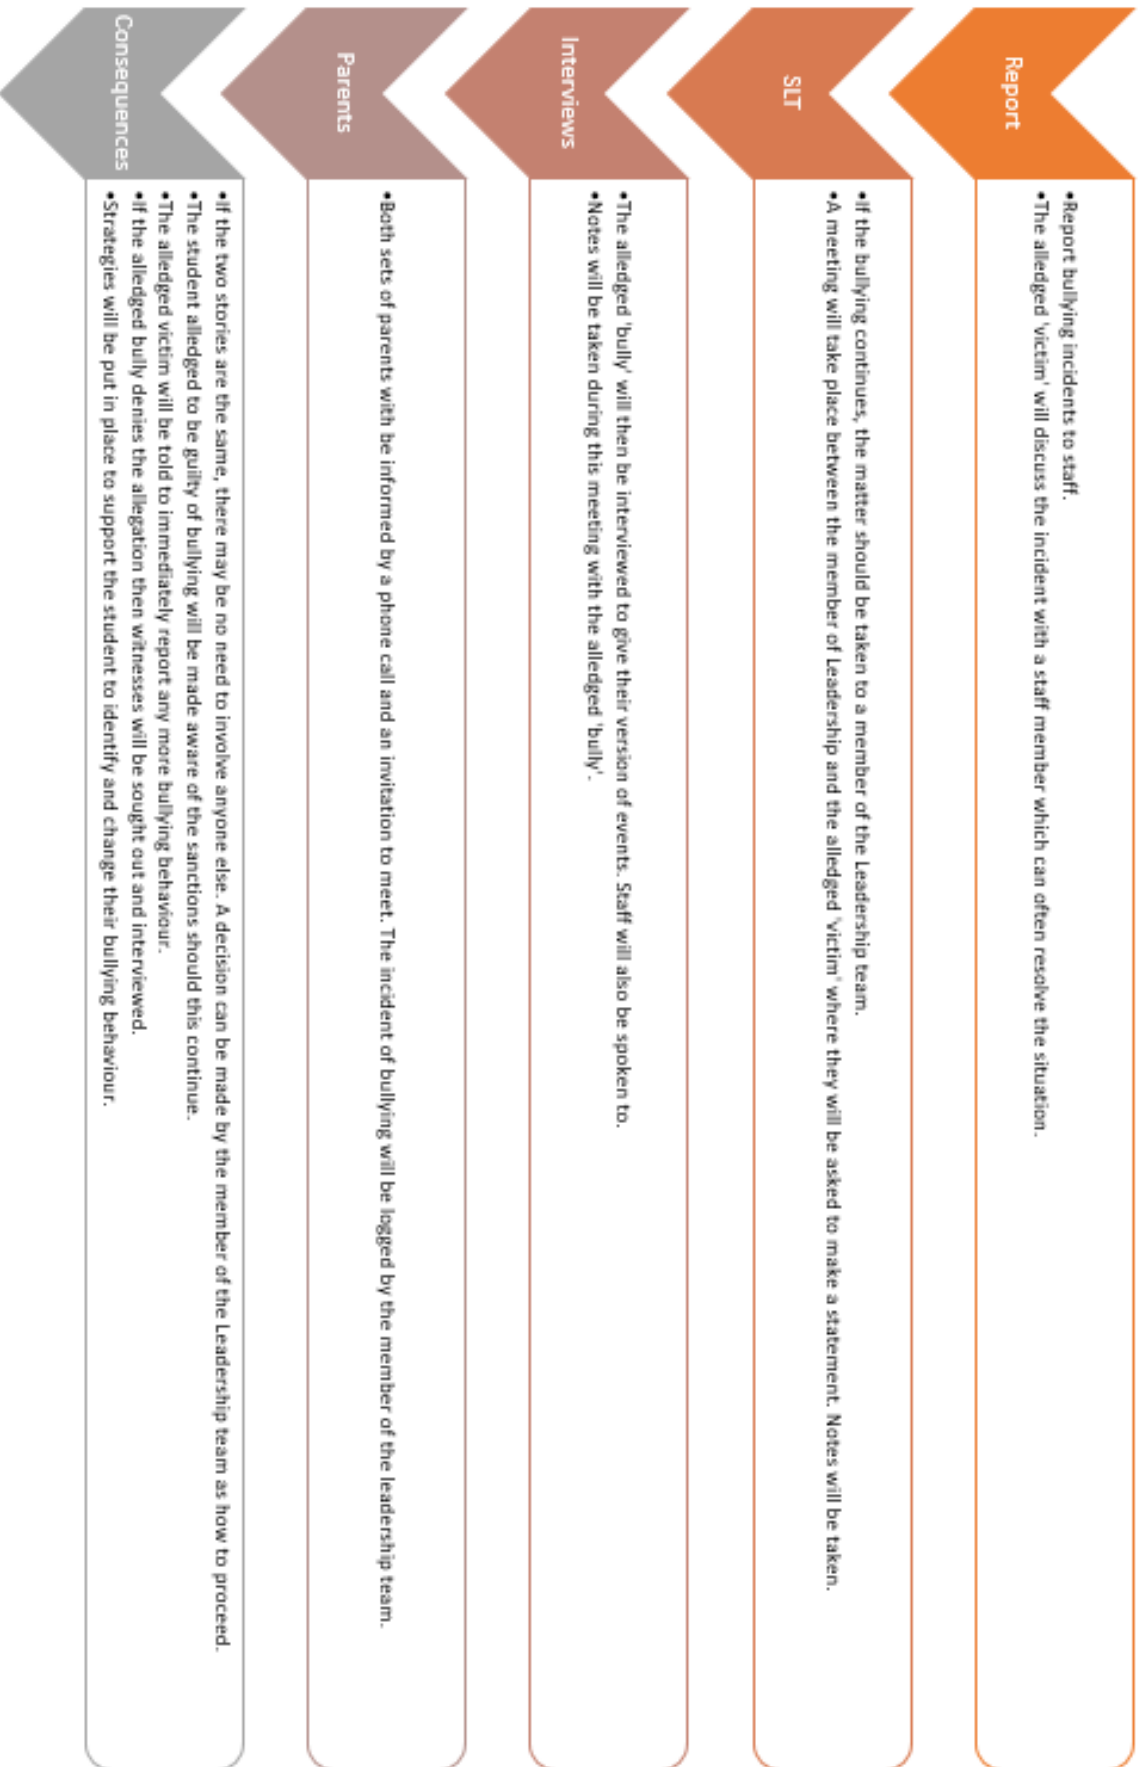 Report
•Report bullying incidents to staff.
•The alledged 'victim' will discuss the incident with a staff member which can often resolve the situation.
SLT
•If the bullying continues, the matter should be taken to a member of the Leadership team.
•A meeting will take place between the member of Leadership and the alledged 'victim' where they will be asked to make a statement. Notes will be taken.
Interviews
•The alledged 'bully' will then be interviewed to give their version of events. Staff will also be spoken to.
•Notes will be taken during this meeting with the alledged 'bully'.
Parents
•Both sets of parents with be informed by a phone call and an invitation to meet. The incident of bullying will be logged by the member of the leadership team.
Consequences
•If the two stories are the same, there may be no need to involve anyone else. A decision can be made by the member of the Leadership team as how to proceed.
•The student alledged to be guilty of bullying will be made aware of the sanctions should this continue.
•The alledged victim will be told to immediately report any more bullying behaviour.
•If the alledged bully denies the allegation then witnesses will be sought out and interviewed.
•Strategies will be put in place to support the student to identify and change their bullying behaviour.